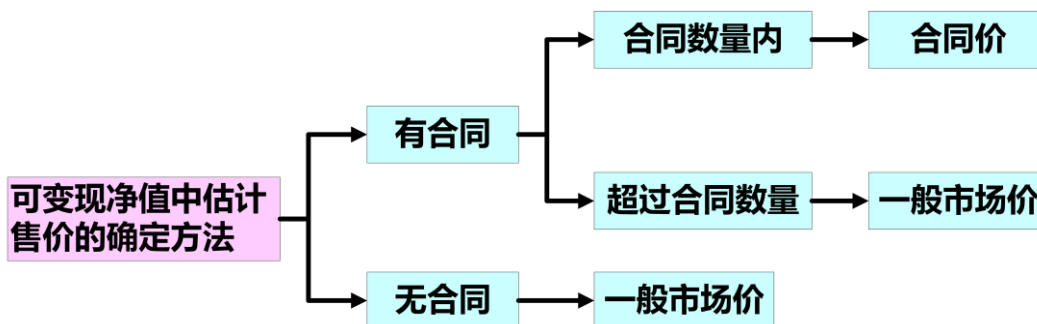 可变现净值中估计
售价的确定方法
有合同
合同数量内
合同价
超过合同数量
一般市场价
无合同
一般市场价